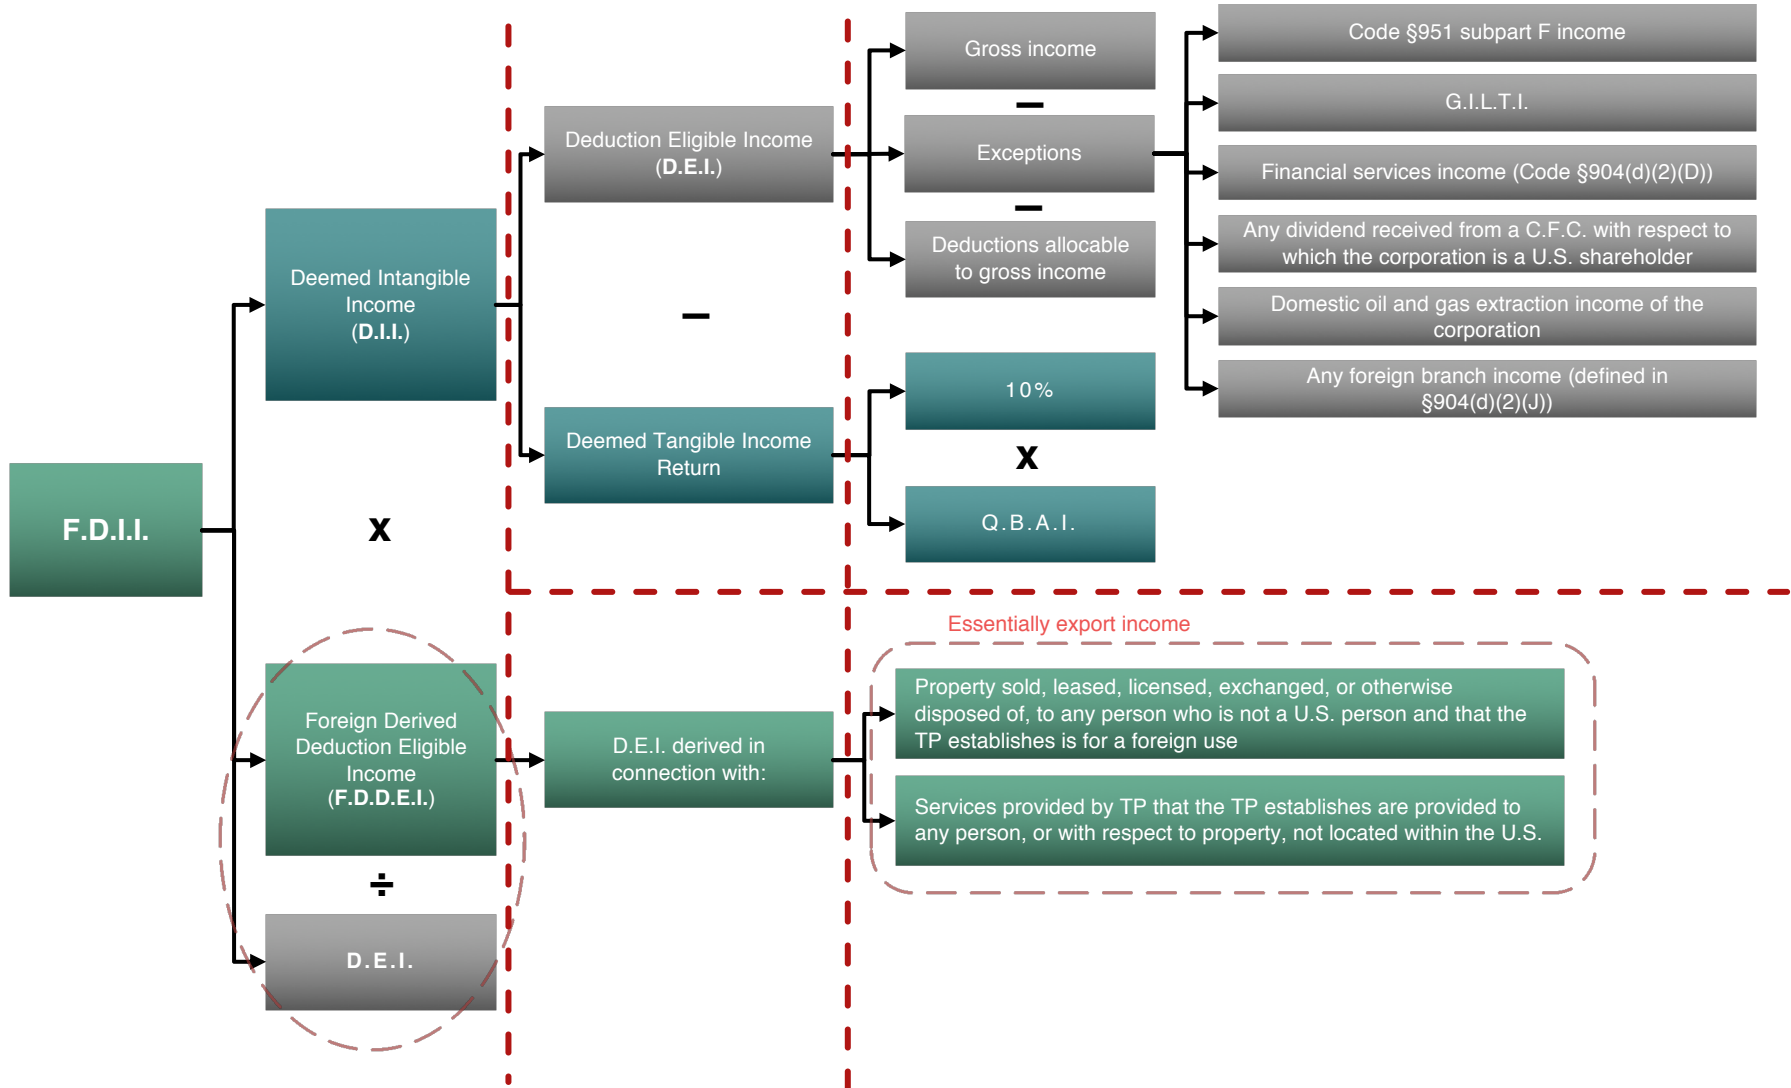 F.D.I.I.
Deemed Intangible
Income
(D.I.I.)
x
Foreign Derived
Deduction Eligible
Income
(F.D.D.E.I.)
÷
D.E.I.
Deduction Eligible Income
(D.E.I.)
–
Deemed Tangible Income
Return
Gross income
–
Exceptions
–
Deductions allocable
to gross income
10%
x
Q.B.A.I.
Code §951 subpart F income
G.I.L.T.I.
Financial services income (Code §904(d)(2)(D))
Any dividend received from a C.F.C. with respect to
which the corporation is a U.S. shareholder
Domestic oil and gas extraction income of the
corporation
Any foreign branch income (defined in
§904(d)(2)(J))
D.E.I. derived in
connection with:
Essentially export income
Property sold, leased, licensed, exchanged, or otherwise
disposed of, to any person who is not a U.S. person and that the
TP establishes is for a foreign use
Services provided by TP that the TP establishes are provided to
any person, or with respect to property, not located within the U.S.